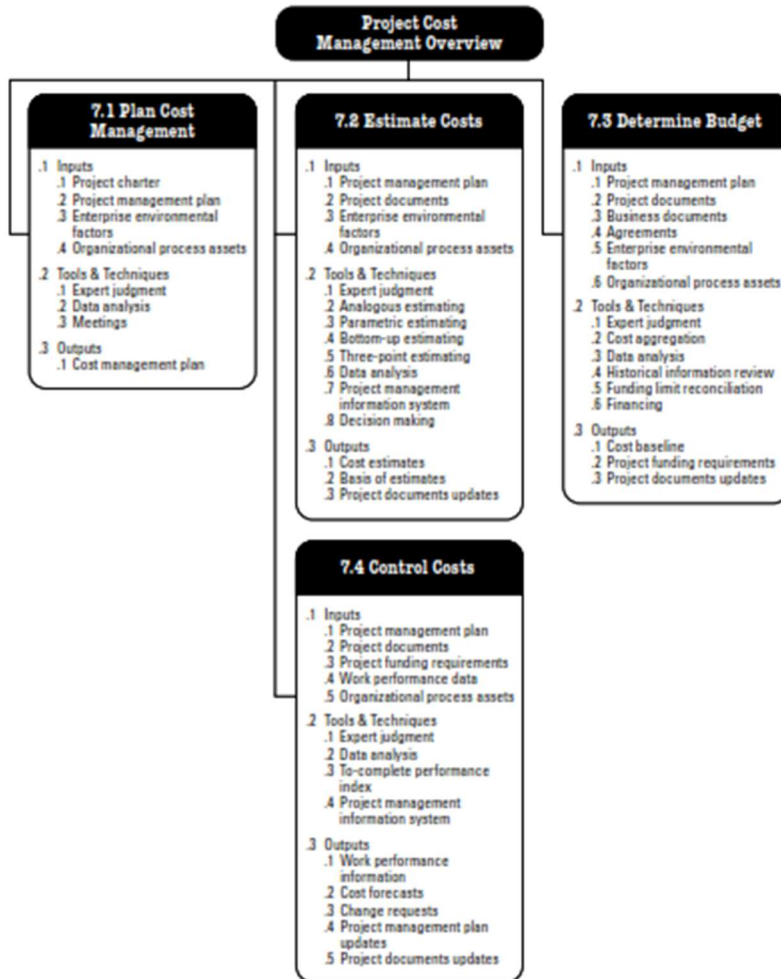 Project Cost
Management Overview
7.1 Plan Cost
Management
.1 Inputs
.1 Project charter
.2 Project management plan
.3 Enterprise environmental
factors
.4 Organizational process assets
.2 Tools & Techniques
.1 Expert judgment
.2 Data analysis
.3 Meetings
.3 Outputs
.1 Cost management plan
7.2 Estimate Costs
.1 Inputs
.1 Project management plan
.2 Project documents
.3 Enterprise environmental
factors
.4 Organizational process assets
.2 Tools & Techniques
.1 Expert judgment
.2 Analogous estimating
.3 Parametric estimating
.4 Bottom-up estimating
.5 Three-point estimating
.6 Data analysis
.7 Project management
information system
.8 Decision making
.3 Outputs
.1 Cost estimates
.2 Basis of estimates
.3 Project documents updates
7.3 Determine Budget
.1 Inputs
.1 Project management plan
.2 Project documents
.3 Business documents
.4 Agreements
.5 Enterprise environmental
factors
.6 Organizational process assets
.2 Tools & Techniques
.1 Expert judgment
.2 Cost aggregation
.3 Data analysis
.4 Historical information review
.5 Funding limit reconciliation
.6 Financing
.3 Outputs
.1 Cost baseline
.2 Project funding requirements
.3 Project documents updates
7.4 Control Costs
.1 Inputs
.1 Project management plan
.2 Project documents
.3 Project funding requirements
.4 Work performance data
.5 Organizational process assets
.2 Tools & Techniques
.1 Expert judgment
.2 Data analysis
.3 To-complete performance
index
.4 Project management
information system
.3 Outputs
.1 Work performance
information
.2 Cost forecasts
.3 Change requests
.4 Project management plan
updates
.5 Project documents updates